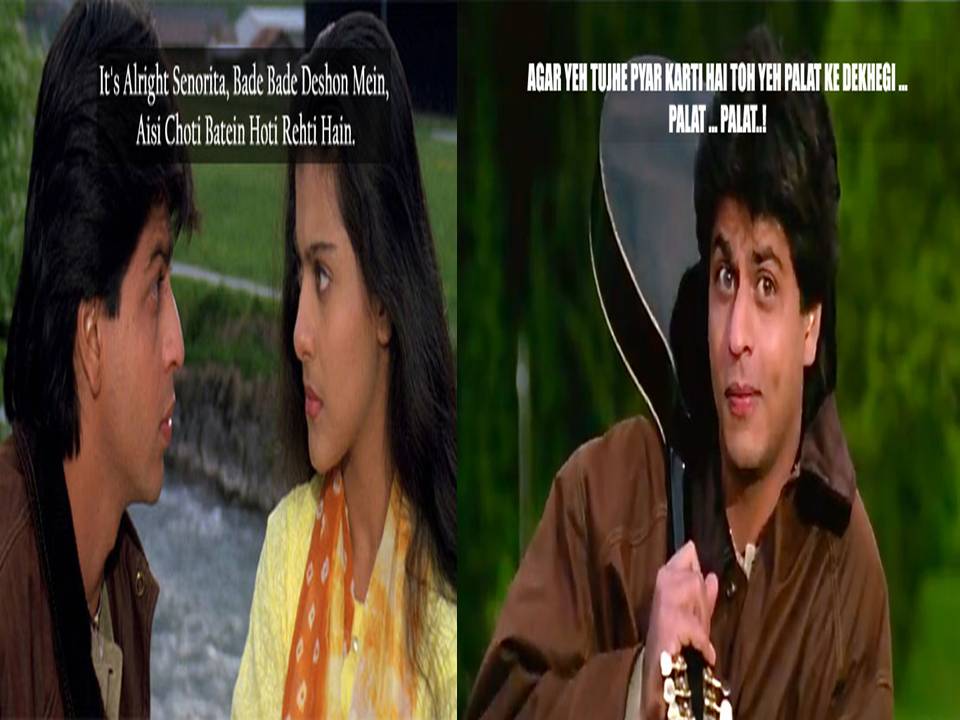 It's Alright Senorita, Bade Bade Deshon Mein,
Aisi Choti Batein Hoti Rehti Hain.
AGAR YEH TUJHE PYAR KARTI HAI TOH YEH PALAT KE DEKHEGI ...
PALAT ... PALAT..!